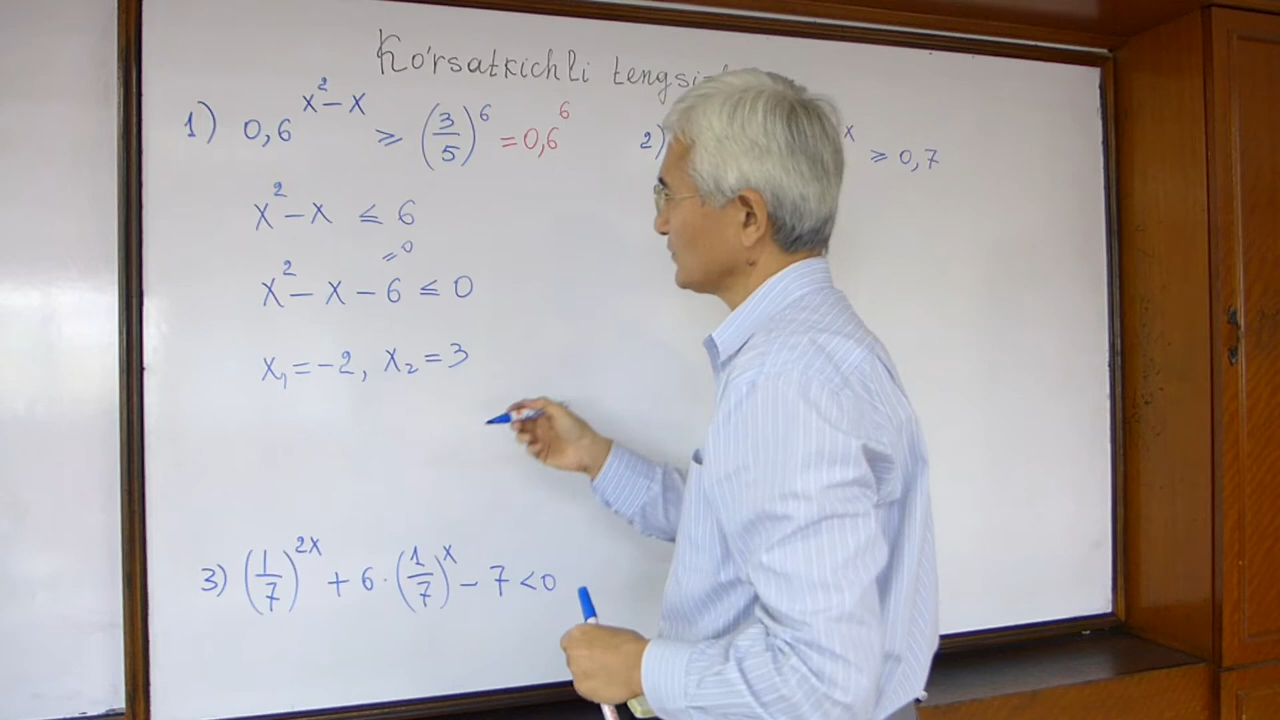 Ko'rsatkichli
1) 0,6^(x²-x) ≥ (3/5)^6 = 0,6^6
x² - x ≤ 6
= 0
x² - x - 6 ≤ 0
x₁ = -2, x₂ = 3
2) x ≥ 0,7
3) (1/7)^(2x) + 6 · (1/7)^x - 7 < 0